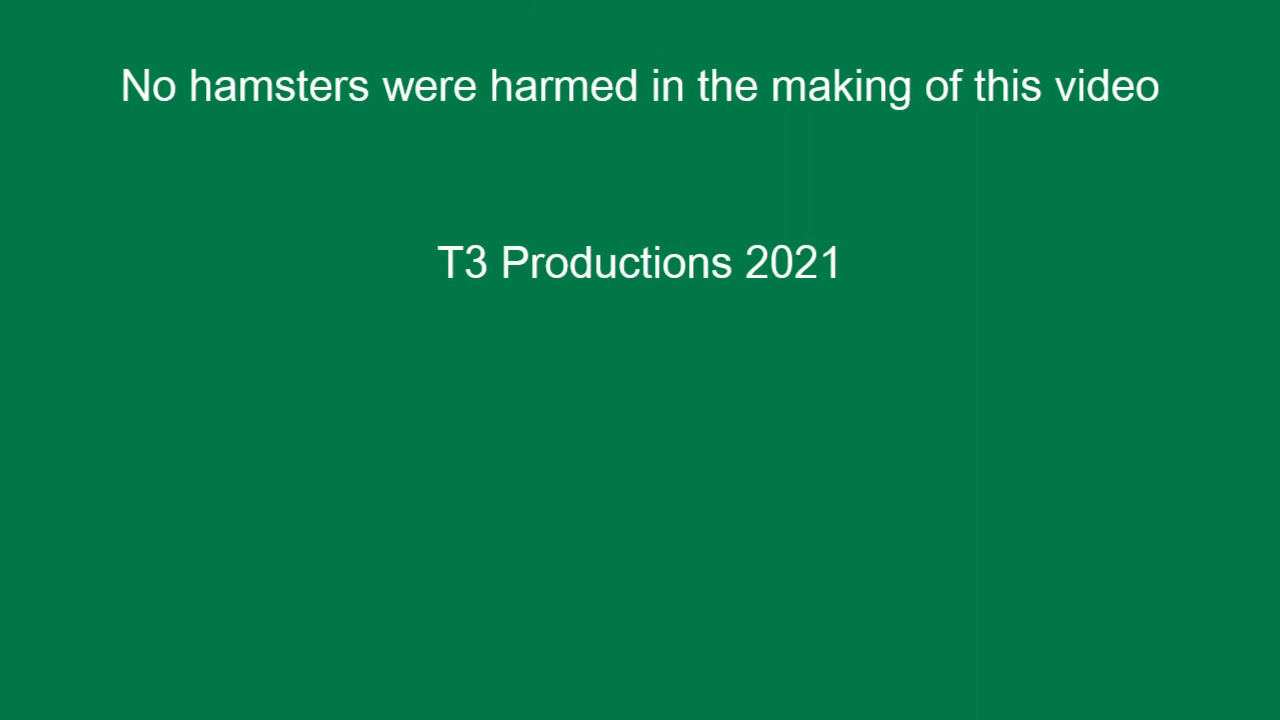 No hamsters were harmed in the making of this video
T3 Productions 2021